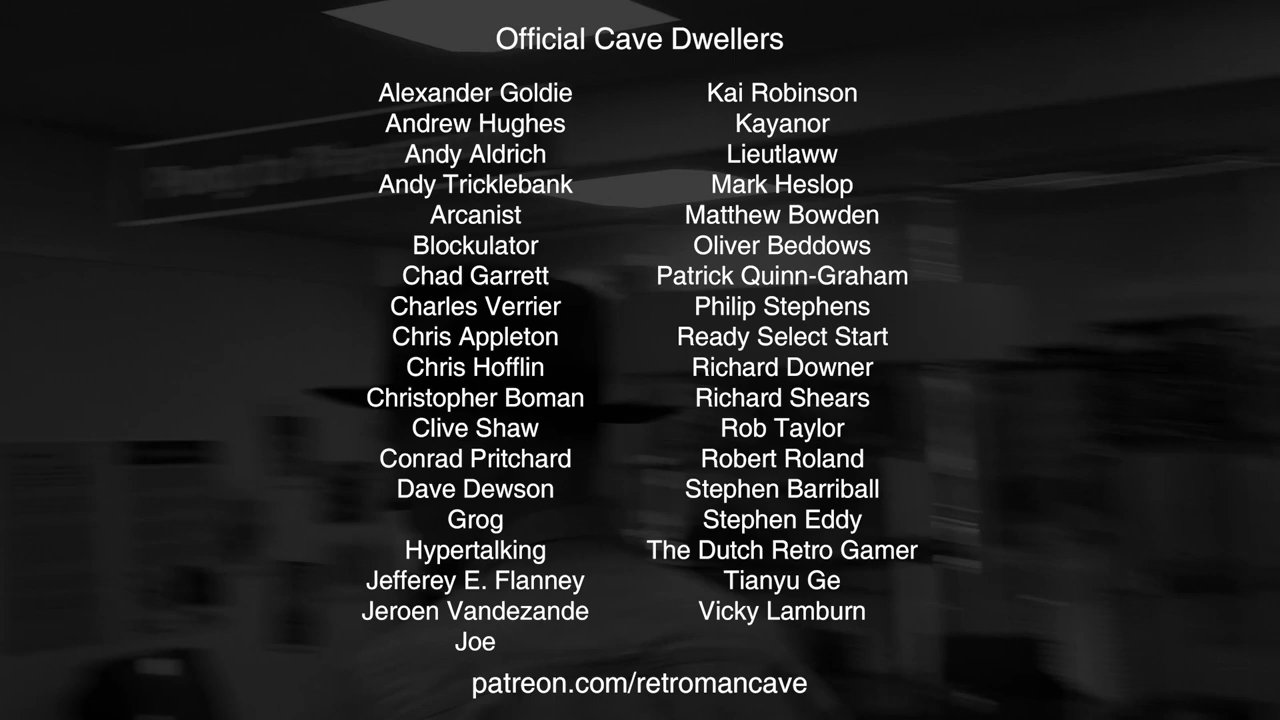 Official Cave Dwellers
Alexander Goldie
Andrew Hughes
Andy Aldrich
Andy Tricklebank
Arcanist
Blockulator
Chad Garrett
Charles Verrier
Chris Appleton
Chris Hofflin
Christopher Boman
Clive Shaw
Conrad Pritchard
Dave Dewson
Grog
Hypertalking
Jefferey E. Flanney
Jeroen Vandezande
Joe
Kai Robinson
Kayanor
Lieutlaww
Mark Heslop
Matthew Bowden
Oliver Beddows
Patrick Quinn-Graham
Philip Stephens
Ready Select Start
Richard Downer
Richard Shears
Rob Taylor
Robert Roland
Stephen Barriball
Stephen Eddy
The Dutch Retro Gamer
Tianyu Ge
Vicky Lamburn
patreon.com/retromancave